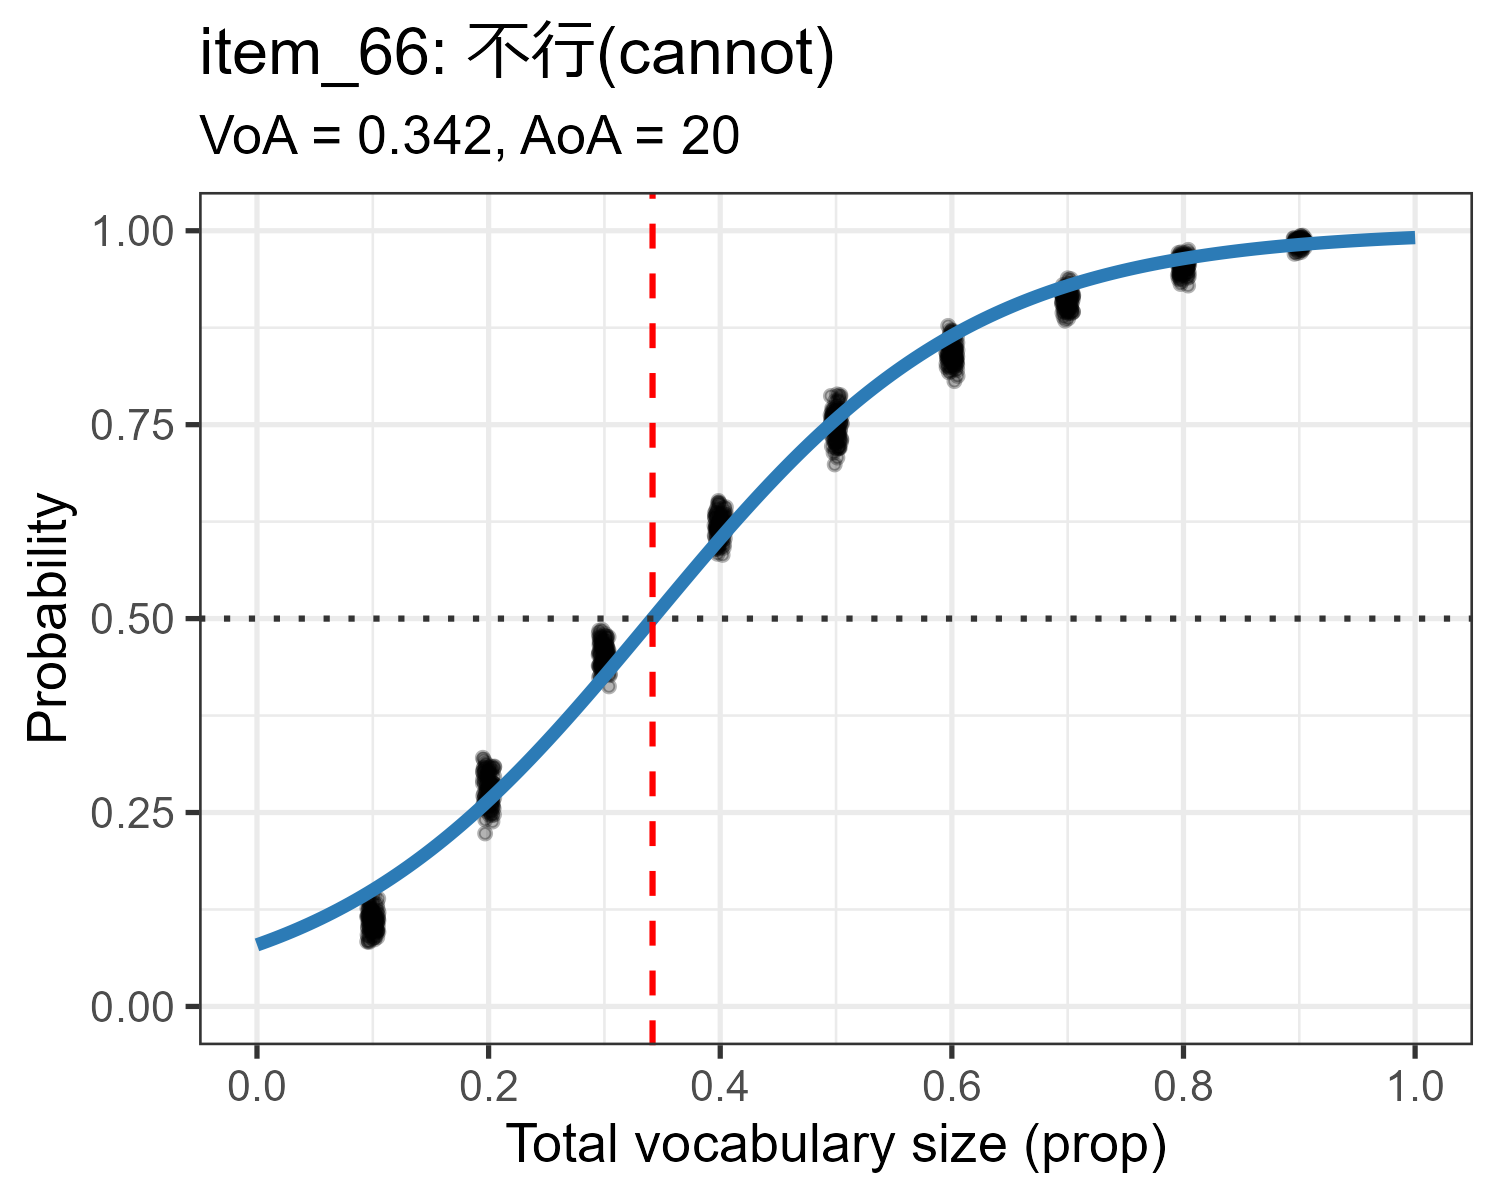 item_66: 不行(cannot)
VoA = 0.342, AoA = 20
1.00
0.75
0.50
0.25
0.00
Probability
0.0 0.2 0.4 0.6 0.8 1.0
Total vocabulary size (prop)